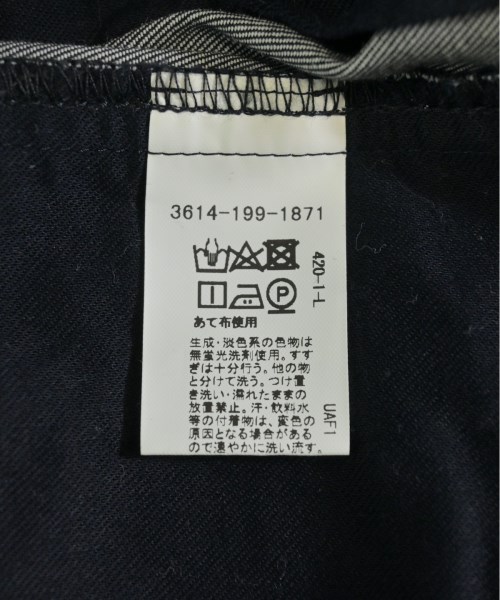 3614-199-1871
420-1-L
あて布使用
生成・淡色系の色物は
無蛍光洗剤使用。すす
ぎは十分行う。他の物
と分けて洗う。つけ置
き洗い・濡れたままの
放置禁止。汗・飲料水
等の付着物は、変色の
原因となる場合がある
ので速やかに洗い流す。
UAF1